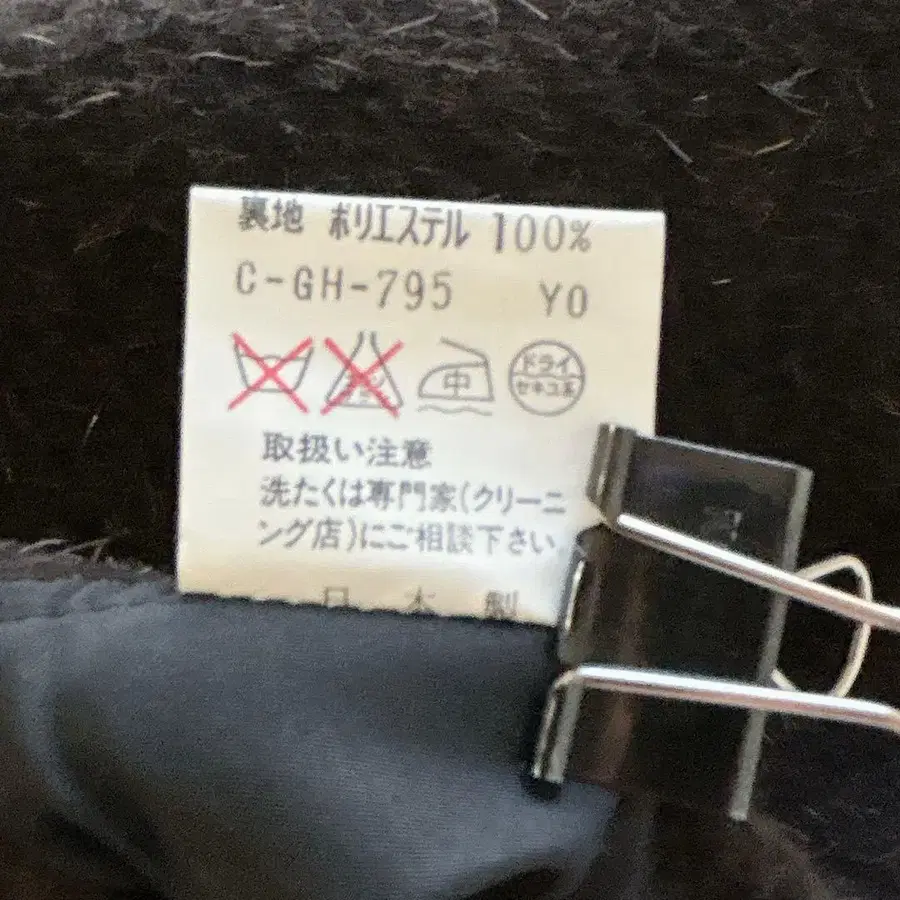 裏地 ポリエステル 100%
C-GH-795 Y0
中 ドライ
セキユ系
取扱い注意
洗たくは専門家(クリーニ
ング店)にご相談下さい
日本製